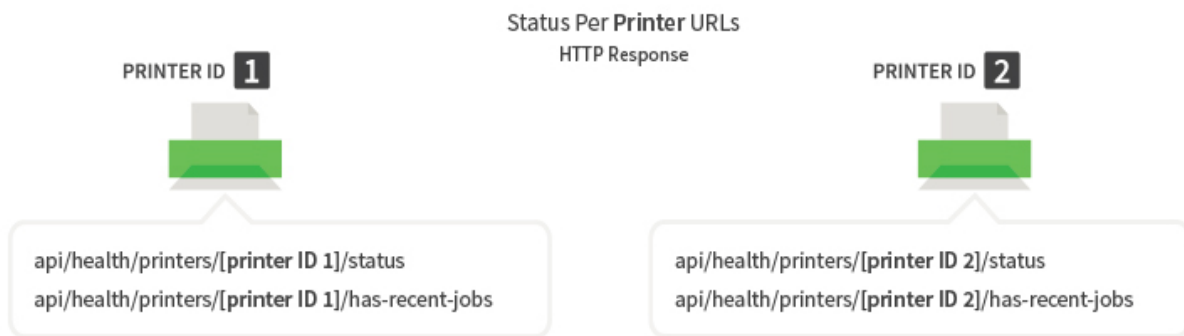 Status Per Printer URLs
HTTP Response
PRINTER ID 1
api/health/printers/[printer ID 1]/status
api/health/printers/[printer ID 1]/has-recent-jobs
PRINTER ID 2
api/health/printers/[printer ID 2]/status
api/health/printers/[printer ID 2]/has-recent-jobs